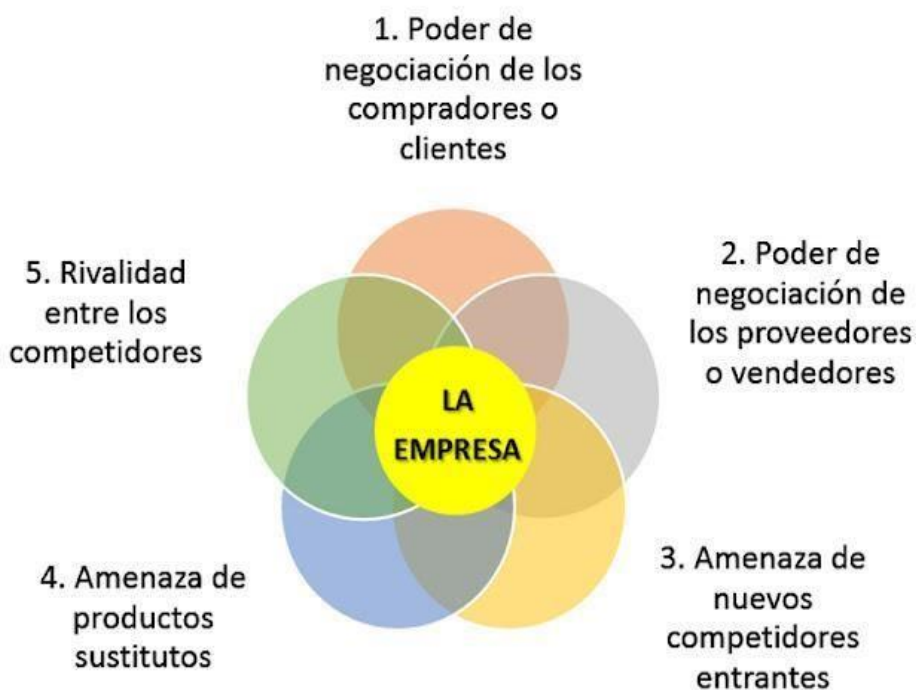 1. Poder de
negociación de los
compradores o
clientes
2. Poder de
negociación de
los proveedores
o vendedores
3. Amenaza de
nuevos
competidores
entrantes
4. Amenaza de
productos
sustitutos
5. Rivalidad
entre los
competidores
LA
EMPRESA